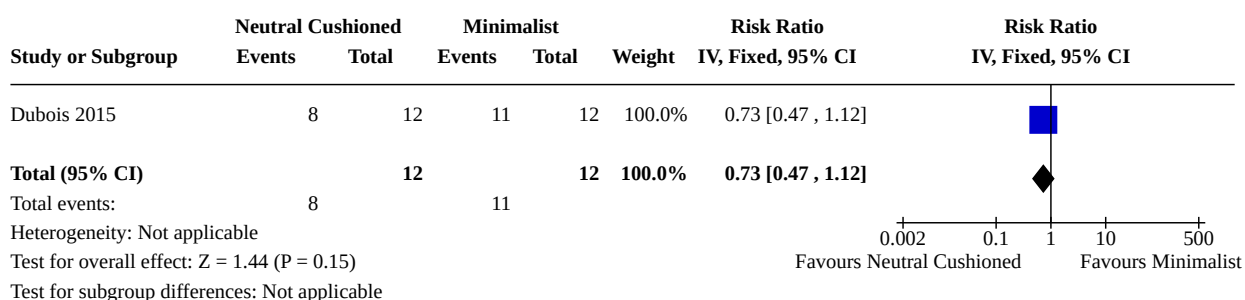 Neutral Cushioned Minimalist Risk Ratio Risk Ratio
Study or Subgroup Events Total Events Total Weight IV, Fixed, 95% CI IV, Fixed, 95% CI
Dubois 2015 8 12 11 12 100.0% 0.73 [0.47 , 1.12]
Total (95% CI) 12 12 100.0% 0.73 [0.47 , 1.12]
Total events: 8 11
Heterogeneity: Not applicable 0.002 0.1 1 10 500
Test for overall effect: Z = 1.44 (P = 0.15) Favours Neutral Cushioned Favours Minimalist
Test for subgroup differences: Not applicable